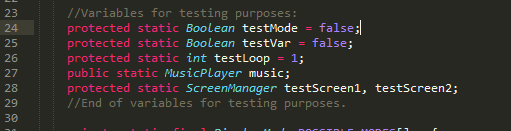 23 //Variables for testing purposes:
24 protected static Boolean testMode = false;
25 protected static Boolean testVar = false;
26 protected static int testLoop = 1;
27 public static MusicPlayer music;
28 protected static ScreenManager testScreen1, testScreen2;
29 //End of variables for testing purposes.
30